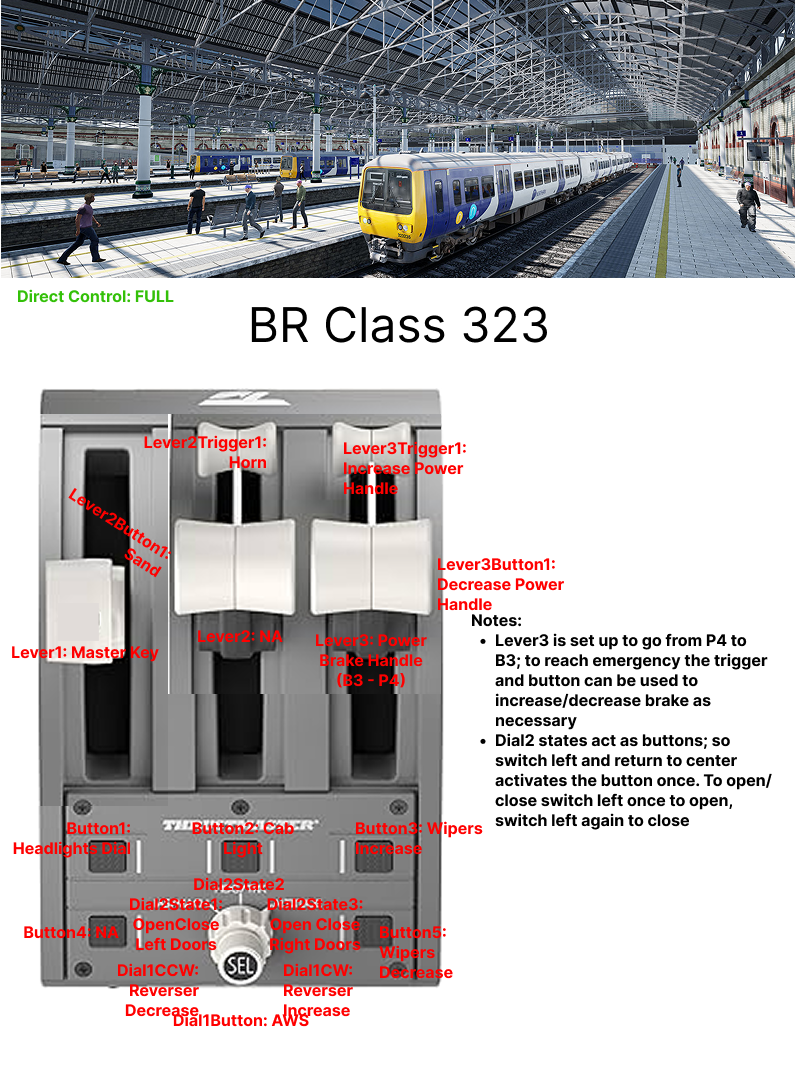 Direct Control: FULL
BR Class 323
Lever2Trigger1:
Horn
Lever3Trigger1:
Increase Power
Handle
Lever2Button1:
Sand
Lever3Button1:
Decrease Power
Handle
Lever1: Master Key
Lever2: NA
Lever3: Power
Brake Handle
(B3 - P4)
Notes:
• Lever3 is set up to go from P4 to
B3; to reach emergency the trigger
and button can be used to
increase/decrease brake as
necessary
• Dial2 states act as buttons; so
switch left and return to center
activates the button once. To open/
close switch left once to open,
switch left again to close
THRUSTMASTER
Button1:
Headlights Dial
Button2: Cab
Light
Button3: Wipers
Increase
Dial2State2
Dial2State1:
OpenClose
Left Doors
Dial2State3:
Open Close
Right Doors
Button4: NA
Button5:
Wipers
Decrease
SEL
Dial1CCW:
Reverser
Decrease
Dial1CW:
Reverser
Increase
Dial1Button: AWS